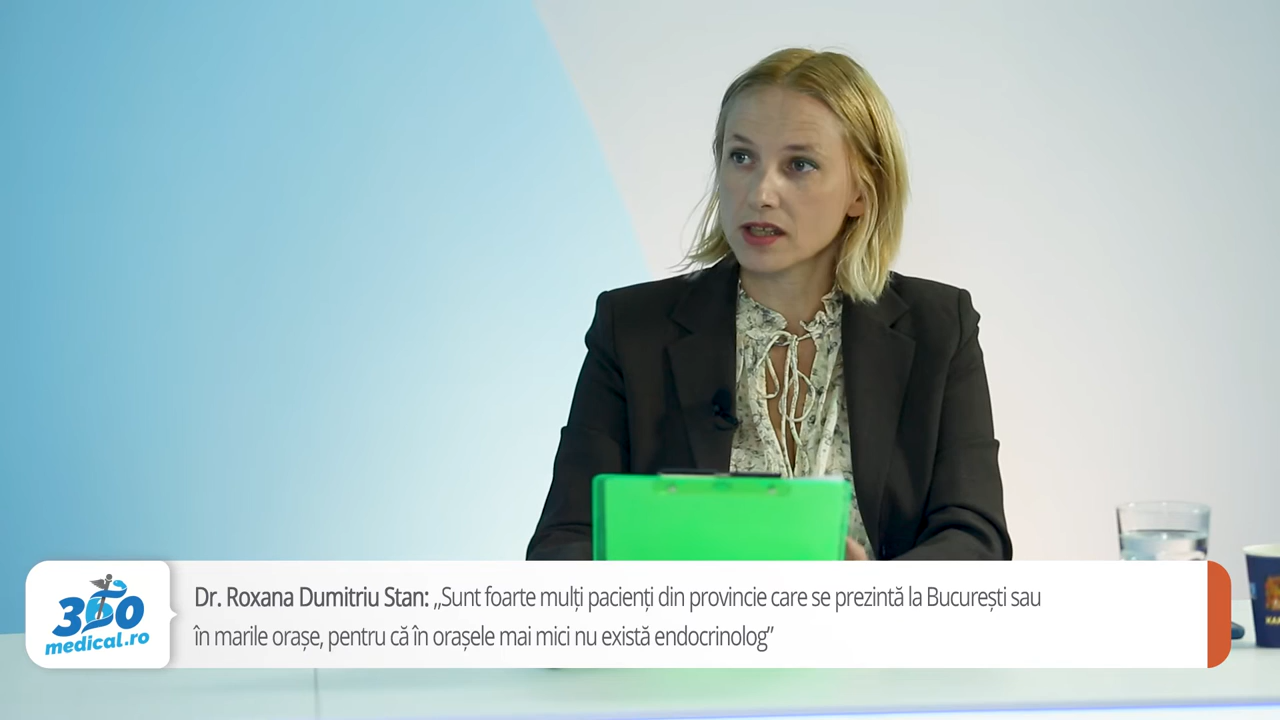 360
medical.ro
Dr. Roxana Dumitriu Stan: „Sunt foarte mulți pacienți din provincie care se prezintă la București sau
în marile orașe, pentru că în orașele mai mici nu există endocrinolog”